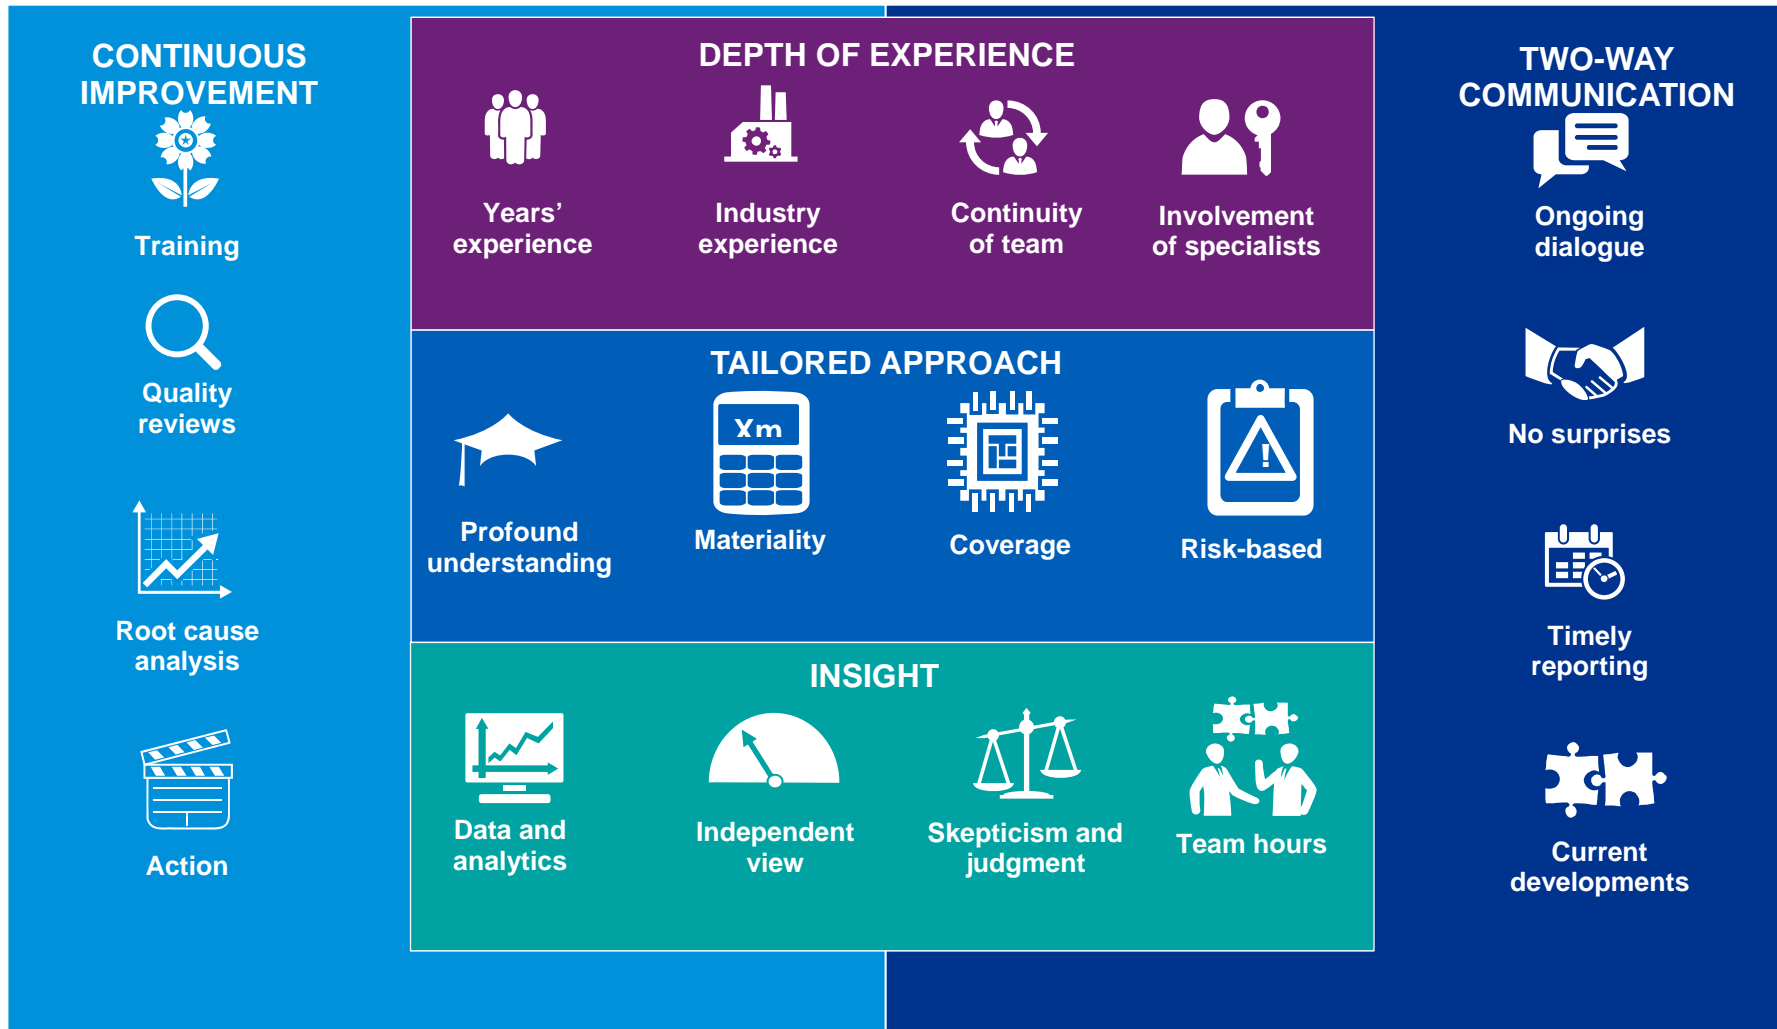 CONTINUOUS
IMPROVEMENT
Training
Quality
reviews
Root cause
analysis
Action
DEPTH OF EXPERIENCE
Years’
experience
Industry
experience
Continuity
of team
Involvement
of specialists
TAILORED APPROACH
Xm
Profound
understanding
Materiality
Coverage
!
Risk-based
INSIGHT
Data and
analytics
Independent
view
Skepticism and
judgment
Team hours
TWO-WAY
COMMUNICATION
Ongoing
dialogue
No surprises
Timely
reporting
Current
developments